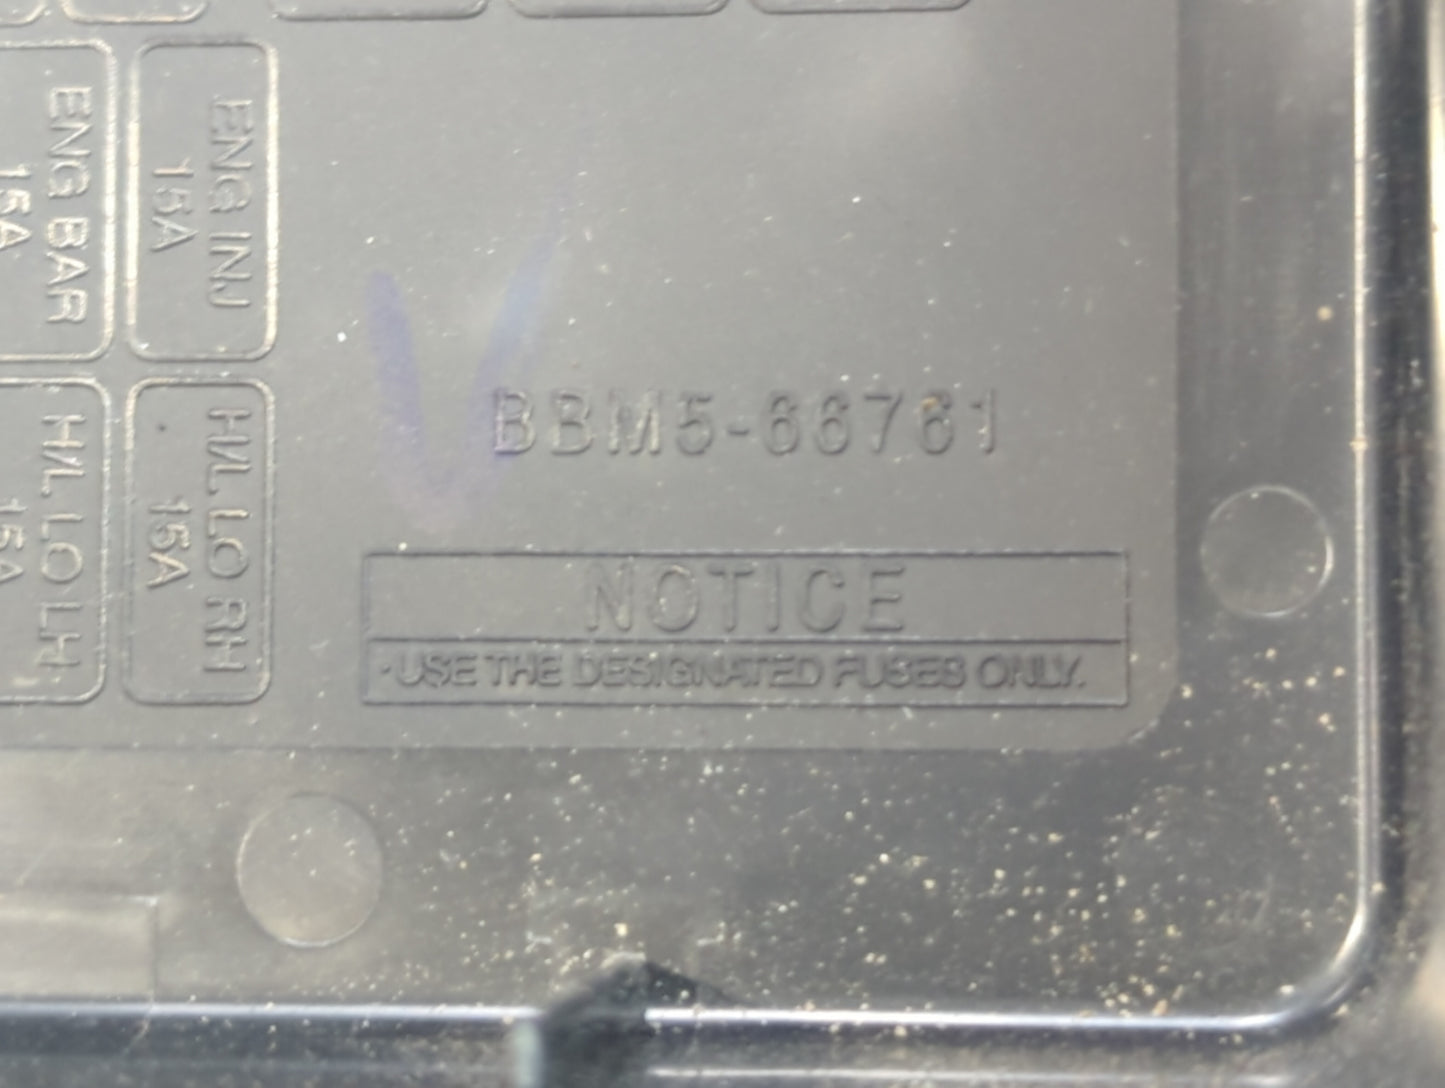 ENG BAR
15A
ENG INJ
15A
H/L LO LH
15A
H/L LO RH
15A
BBM5-66761
NOTICE
·USE THE DESIGNATED FUSES ONLY.